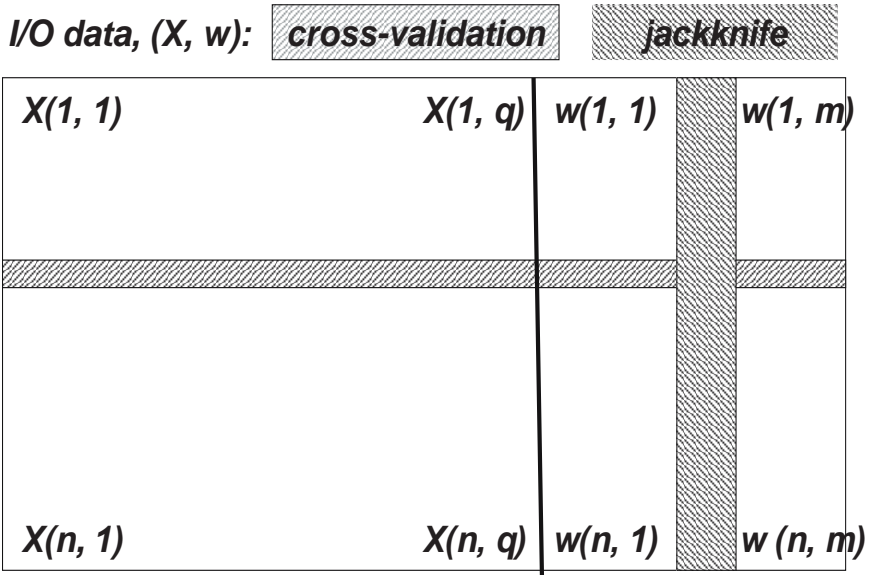 I/O data, (X, w): cross-validation jackknife
X(1, 1) X(1, q) w(1, 1) w(1, m)
X(n, 1) X(n, q) w(n, 1) w (n, m)